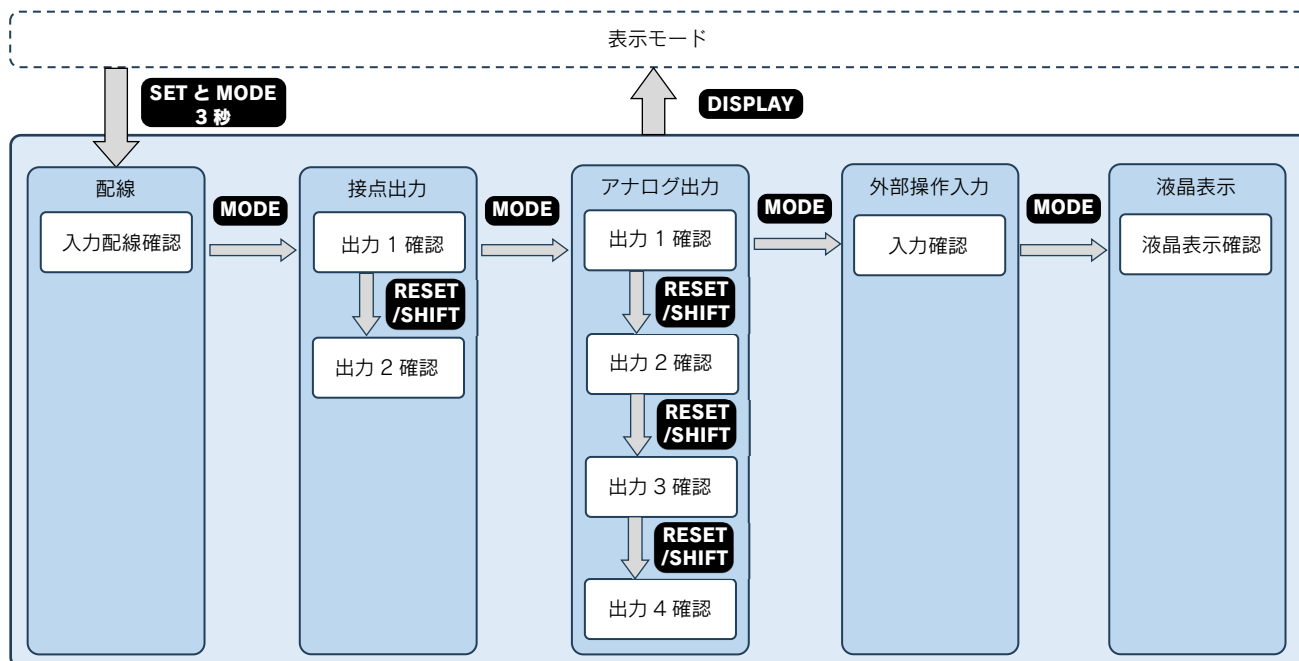 表示モード
SET と MODE
3 秒
DISPLAY
配線
入力配線確認
MODE
接点出力
出力 1 確認
RESET
/SHIFT
出力 2 確認
MODE
アナログ出力
出力 1 確認
RESET
/SHIFT
出力 2 確認
RESET
/SHIFT
出力 3 確認
RESET
/SHIFT
出力 4 確認
MODE
外部操作入力
入力確認
MODE
液晶表示
液晶表示確認